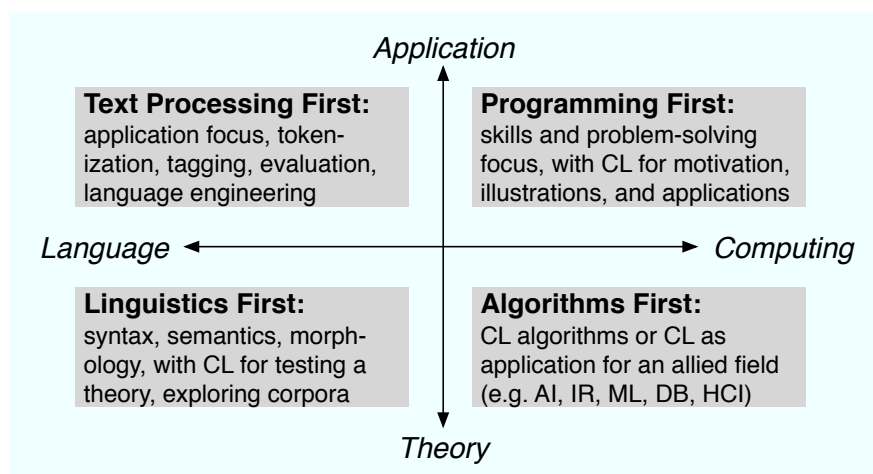 Application
Text Processing First:
application focus, token-
ization, tagging, evaluation,
language engineering
Programming First:
skills and problem-solving
focus, with CL for motivation,
illustrations, and applications
Language
Computing
Linguistics First:
syntax, semantics, morph-
ology, with CL for testing a
theory, exploring corpora
Algorithms First:
CL algorithms or CL as
application for an allied field
(e.g. AI, IR, ML, DB, HCI)
Theory